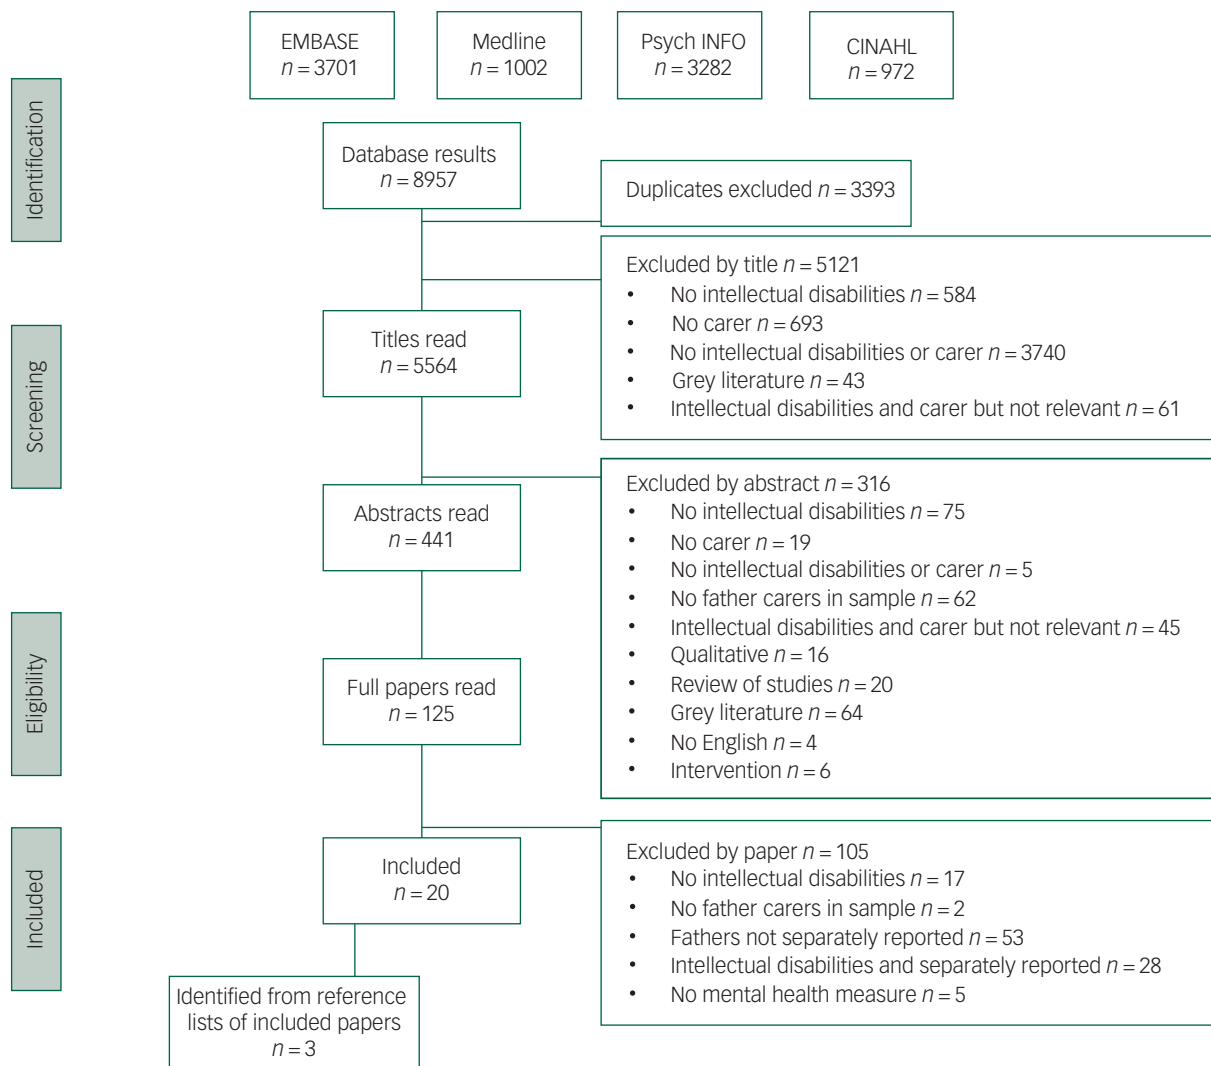 EMBASE
n = 3701
Medline
n = 1002
Psych INFO
n = 3282
CINAHL
n = 972
Identification
Database results
n = 8957
Duplicates excluded n = 3393
Excluded by title n = 5121
• No intellectual disabilities n = 584
• No carer n = 693
• No intellectual disabilities or carer n = 3740
• Grey literature n = 43
• Intellectual disabilities and carer but not relevant n = 61
Screening
Titles read
n = 5564
Abstracts read
n = 441
Excluded by abstract n = 316
• No intellectual disabilities n = 75
• No carer n = 19
• No intellectual disabilities or carer n = 5
• No father carers in sample n = 62
• Intellectual disabilities and carer but not relevant n = 45
• Qualitative n = 16
• Review of studies n = 20
• Grey literature n = 64
• No English n = 4
• Intervention n = 6
Eligibility
Full papers read
n = 125
Included
Included
n = 20
Excluded by paper n = 105
• No intellectual disabilities n = 17
• No father carers in sample n = 2
• Fathers not separately reported n = 53
• Intellectual disabilities and separately reported n = 28
• No mental health measure n = 5
Identified from reference
lists of included papers
n = 3